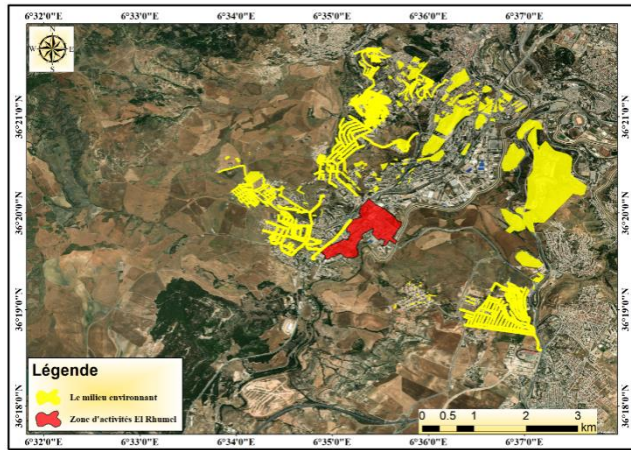 6°32'0"E 6°33'0"E 6°34'0"E 6°35'0"E 6°36'0"E 6°37'0"E
N
W E
S
36°21'0"N 36°21'0"N
36°20'0"N 36°20'0"N
36°19'0"N 36°19'0"N
36°18'0"N 36°18'0"N
Légende
Le milieu environnant
Zone d'activités El Rhumel
0 0.5 1 2 3
km
6°32'0"E 6°33'0"E 6°34'0"E 6°35'0"E 6°36'0"E 6°37'0"E